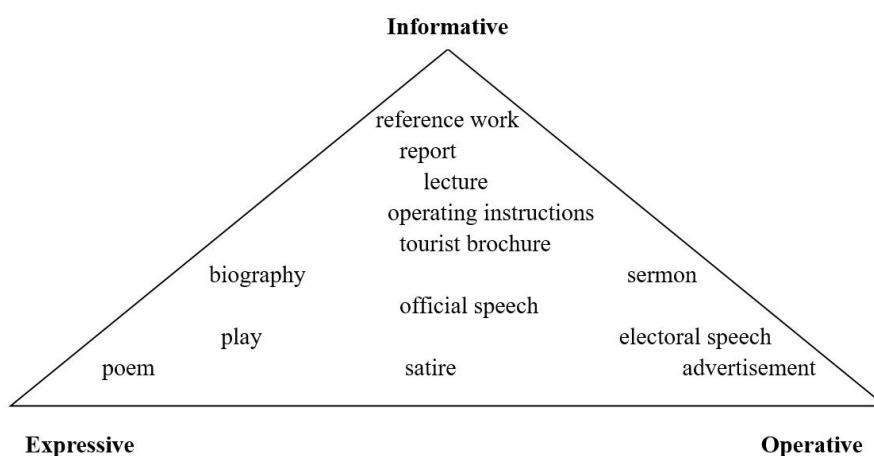 Informative
reference work
report
lecture
operating instructions
tourist brochure
biography
sermon
official speech
play
electoral speech
poem
satire
advertisement
Expressive
Operative